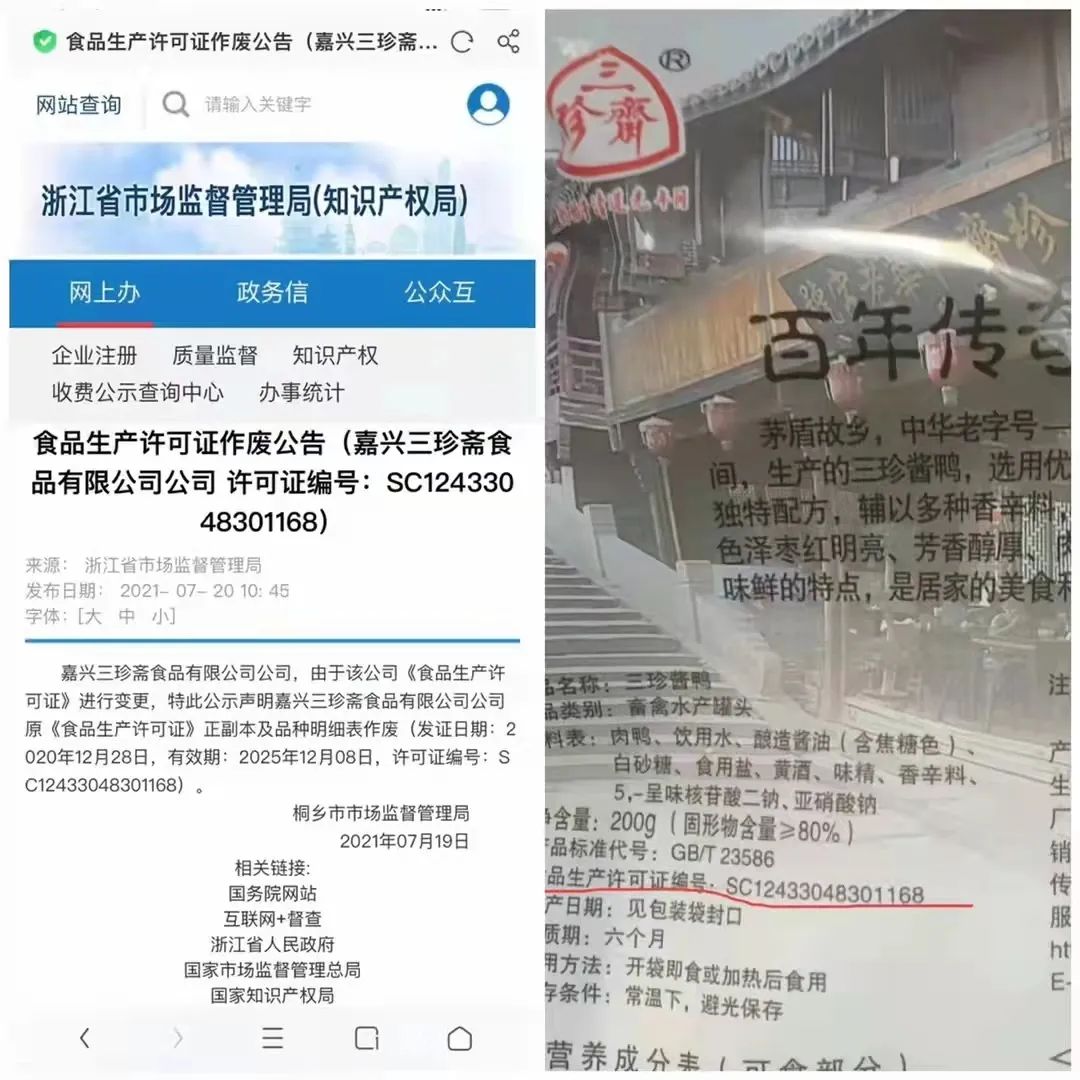 食品生产许可证作废公告（嘉兴三珍斋...
网站查询
请输入关键字
浙江省市场监督管理局(知识产权局)
网上办 政务信 公众互
企业注册 质量监督 知识产权
收费公示查询中心 办事统计
食品生产许可证作废公告（嘉兴三珍斋食
品有限公司公司 许可证编号：SC12433
048301168）
来源： 浙江省市场监督管理局
发布日期： 2021- 07- 20 10: 45
字体：[大 中 小]
嘉兴三珍斋食品有限公司公司，由于该公司《食品生产许
可证》进行变更，特此公示声明嘉兴三珍斋食品有限公司公司
原《食品生产许可证》正副本及品种明细表作废（发证日期：2
020年12月28日，有效期：2025年12月08日，许可证编号：S
C12433048301168）。
桐乡市市场监督管理局
2021年07月19日
相关链接:
国务院网站
互联网+督查
浙江省人民政府
国家市场监督管理总局
国家知识产权局
三珍齋
®
百年传奇
茅盾故乡，中华老字号一
间，生产的三珍酱鸭，选用优
独特配方，辅以多种香辛料，
色泽枣红明亮、芳香醇厚、肉
味鲜的特点，是居家的美食和
品名称：三珍酱鸭
品类别：畜禽水产罐头
料表：肉鸭、饮用水、酿造酱油（含焦糖色）、
白砂糖、食用盐、黄酒、味精、香辛料、
5,-呈味核苷酸二钠、亚硝酸钠
净含量：200g（固形物含量≥80%）
产品标准代号：GB/T 23586
品生产许可证编号：SC12433048301168
产日期：见包装袋封口
质期：六个月
用方法：开袋即食或加热后食用
存条件：常温下，避光保存
营养成分表（可食部分）
注
产
生
厂
销
传
服
ht
E-